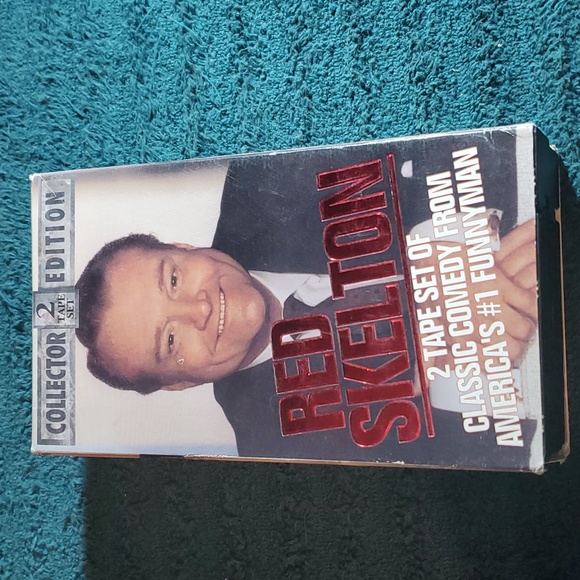 COLLECTOR 2 EDITION
TAPE
SET
RED
SKELTON
2 TAPE SET OF
CLASSIC COMEDY FROM
AMERICA'S #1 FUNNYMAN